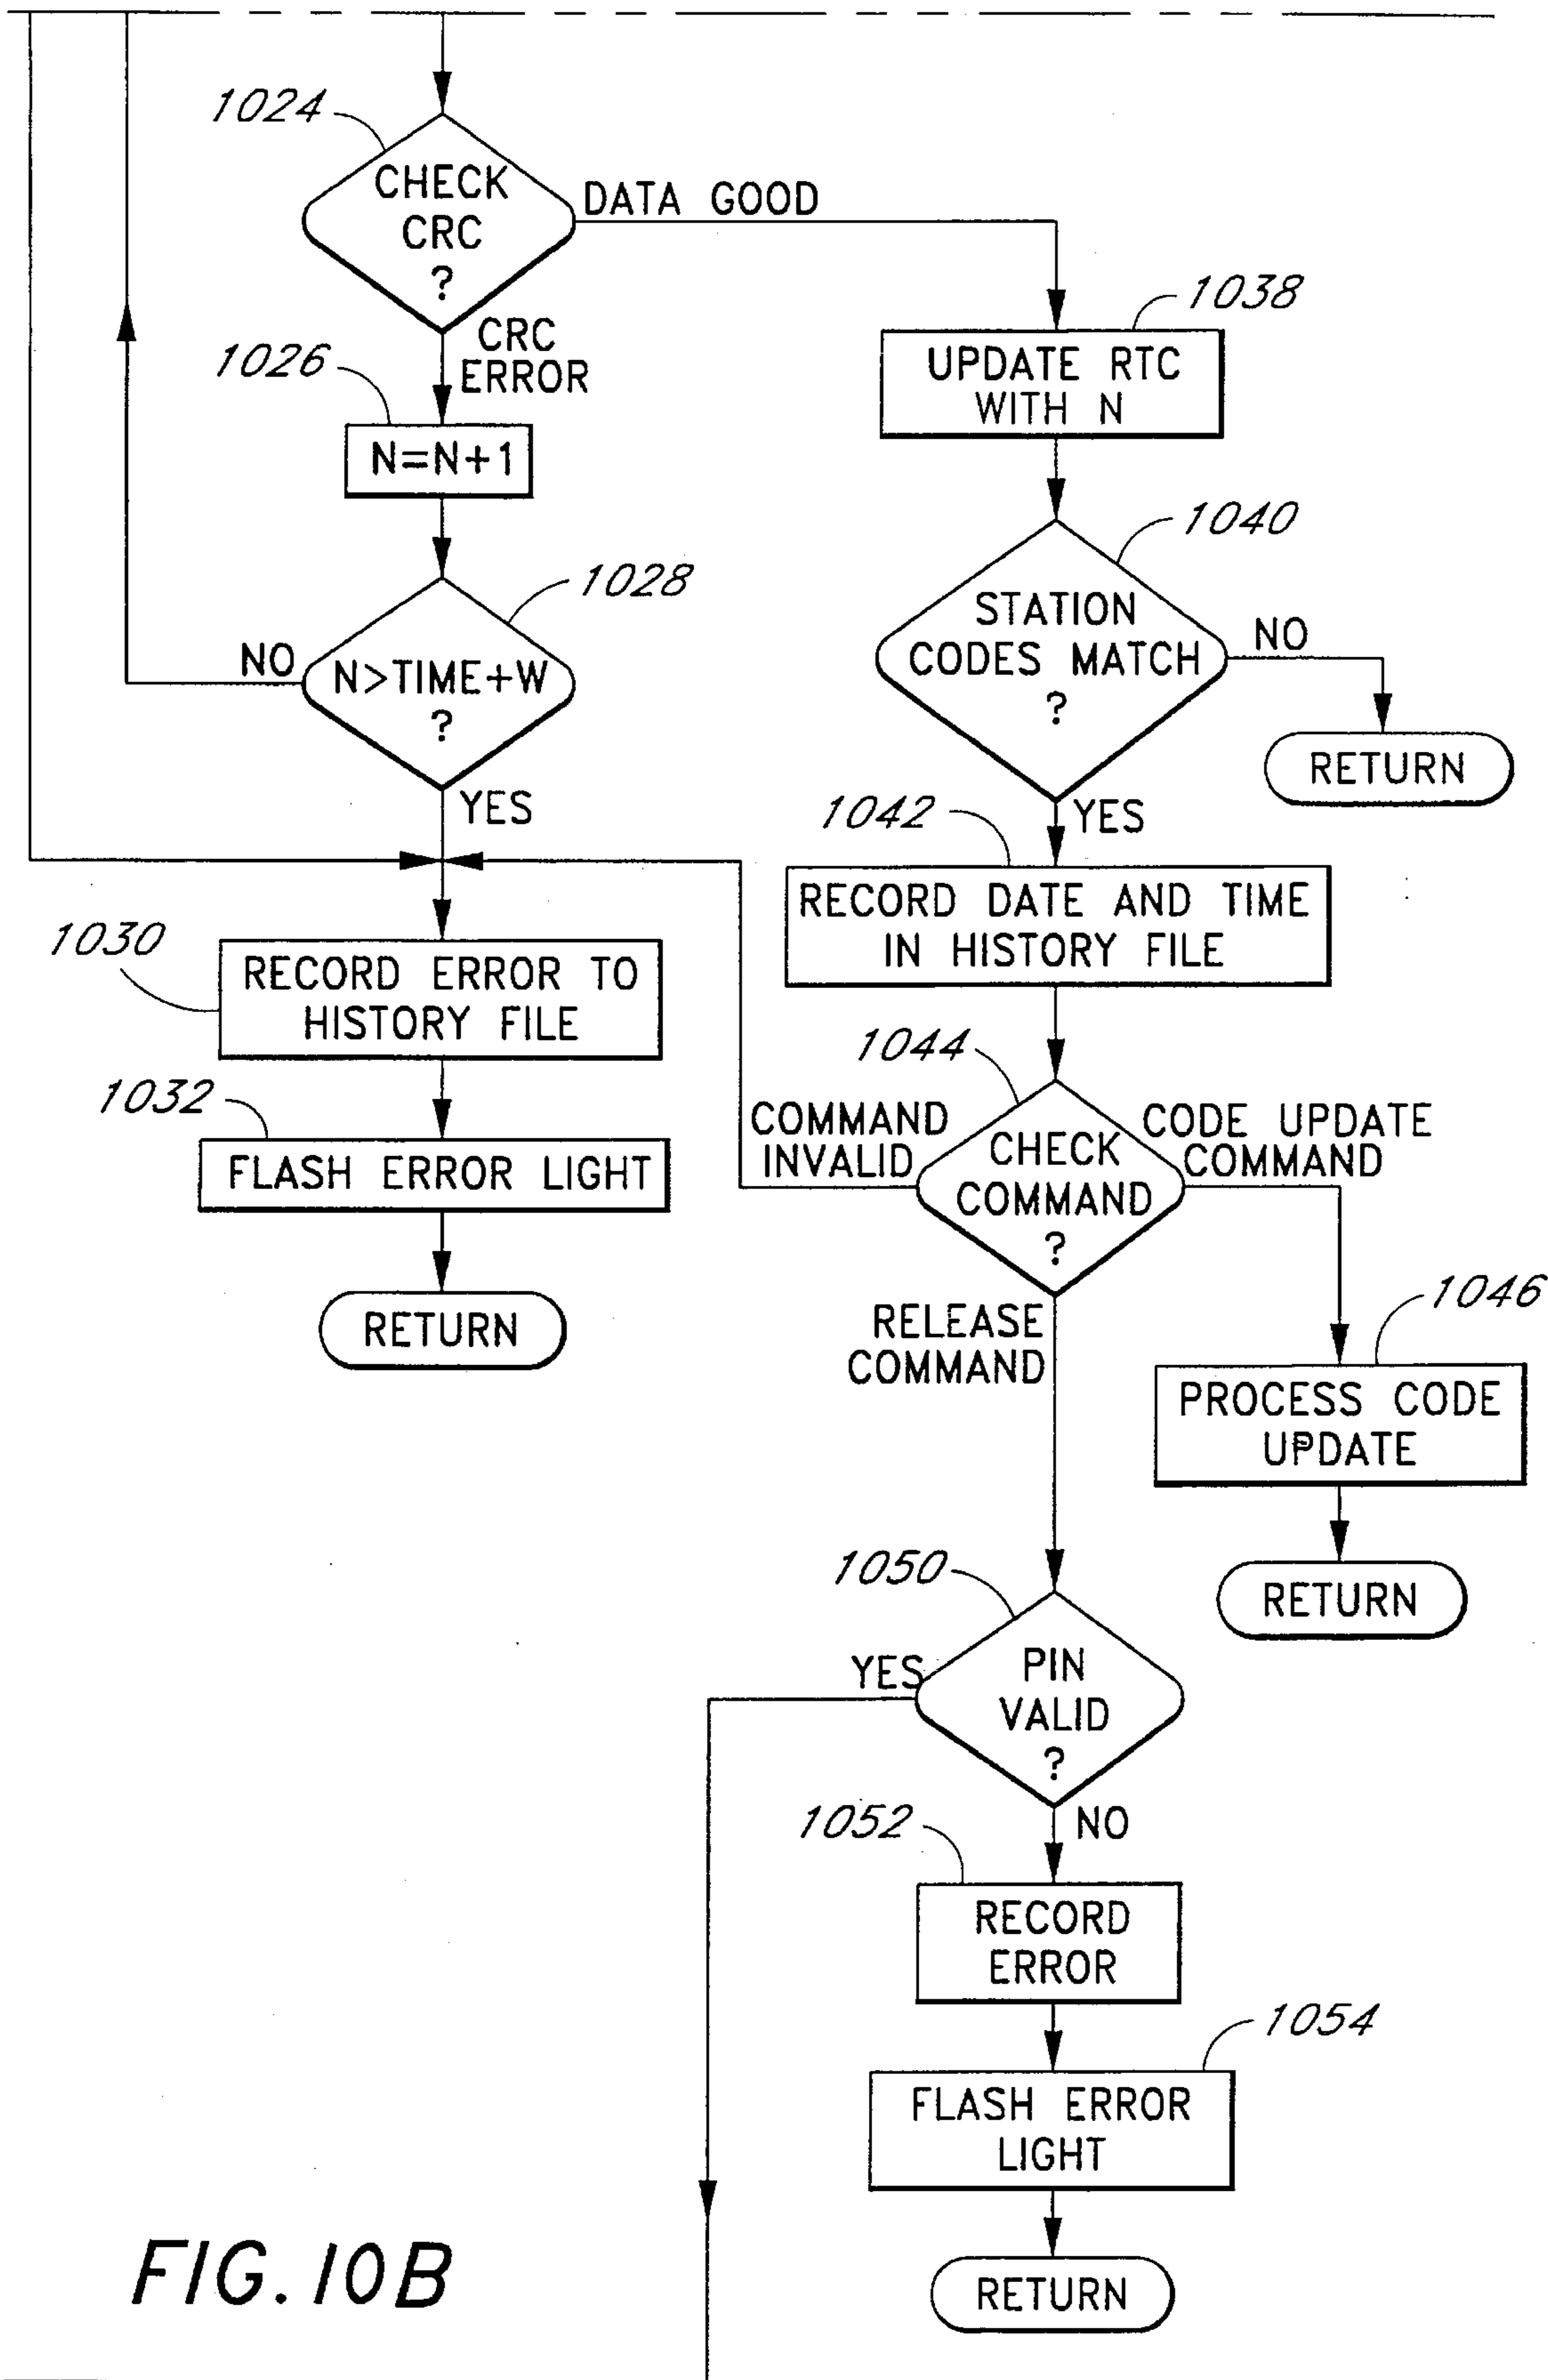 1024
CHECK
CRC
?
DATA GOOD
CRC
ERROR
1026
N=N+1
1028
N>TIME+W
?
NO
YES
1030
RECORD ERROR TO
HISTORY FILE
1032
FLASH ERROR LIGHT
RETURN
1038
UPDATE RTC
WITH N
1040
STATION
CODES MATCH
?
NO
RETURN
YES
1042
RECORD DATE AND TIME
IN HISTORY FILE
1044
CHECK
COMMAND
?
COMMAND
INVALID
CODE UPDATE
COMMAND
1046
PROCESS CODE
UPDATE
RETURN
RELEASE
COMMAND
1050
PIN
VALID
?
YES
NO
1052
RECORD
ERROR
1054
FLASH ERROR
LIGHT
RETURN
FIG. 10B